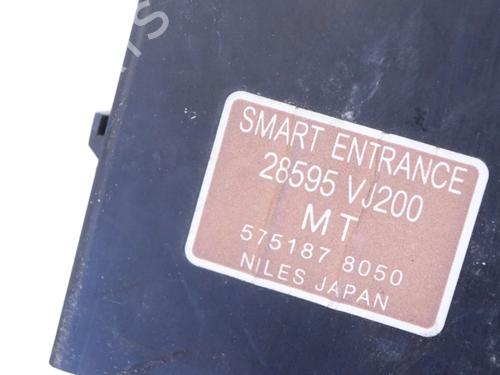 SMART ENTRANCE
28595 VJ200
MT
575187 8050
NILES JAPAN